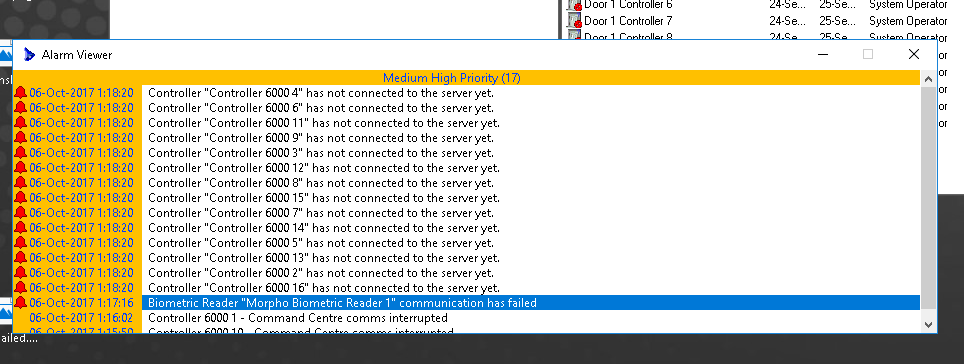 Door 1 Controller 6 24-Se... 25-Se... System Operator
Door 1 Controller 7 24-Se... 25-Se... System Operator
Door 1 Controller 8 24-Se... 25-Se... System Operator
Alarm Viewer
Medium High Priority (17)
06-Oct-2017 1:18:20 Controller "Controller 6000 4" has not connected to the server yet.
06-Oct-2017 1:18:20 Controller "Controller 6000 6" has not connected to the server yet.
06-Oct-2017 1:18:20 Controller "Controller 6000 11" has not connected to the server yet.
06-Oct-2017 1:18:20 Controller "Controller 6000 9" has not connected to the server yet.
06-Oct-2017 1:18:20 Controller "Controller 6000 3" has not connected to the server yet.
06-Oct-2017 1:18:20 Controller "Controller 6000 12" has not connected to the server yet.
06-Oct-2017 1:18:20 Controller "Controller 6000 8" has not connected to the server yet.
06-Oct-2017 1:18:20 Controller "Controller 6000 15" has not connected to the server yet.
06-Oct-2017 1:18:20 Controller "Controller 6000 7" has not connected to the server yet.
06-Oct-2017 1:18:20 Controller "Controller 6000 14" has not connected to the server yet.
06-Oct-2017 1:18:20 Controller "Controller 6000 5" has not connected to the server yet.
06-Oct-2017 1:18:20 Controller "Controller 6000 13" has not connected to the server yet.
06-Oct-2017 1:18:20 Controller "Controller 6000 2" has not connected to the server yet.
06-Oct-2017 1:18:20 Controller "Controller 6000 16" has not connected to the server yet.
06-Oct-2017 1:17:16 Biometric Reader "Morpho Biometric Reader 1" communication has failed
06-Oct-2017 1:16:02 Controller 6000 1 - Command Centre comms interrupted
06-Oct-2017 1:15:50 Controller 6000 10 - Command Centre comms interrupted
ailed....